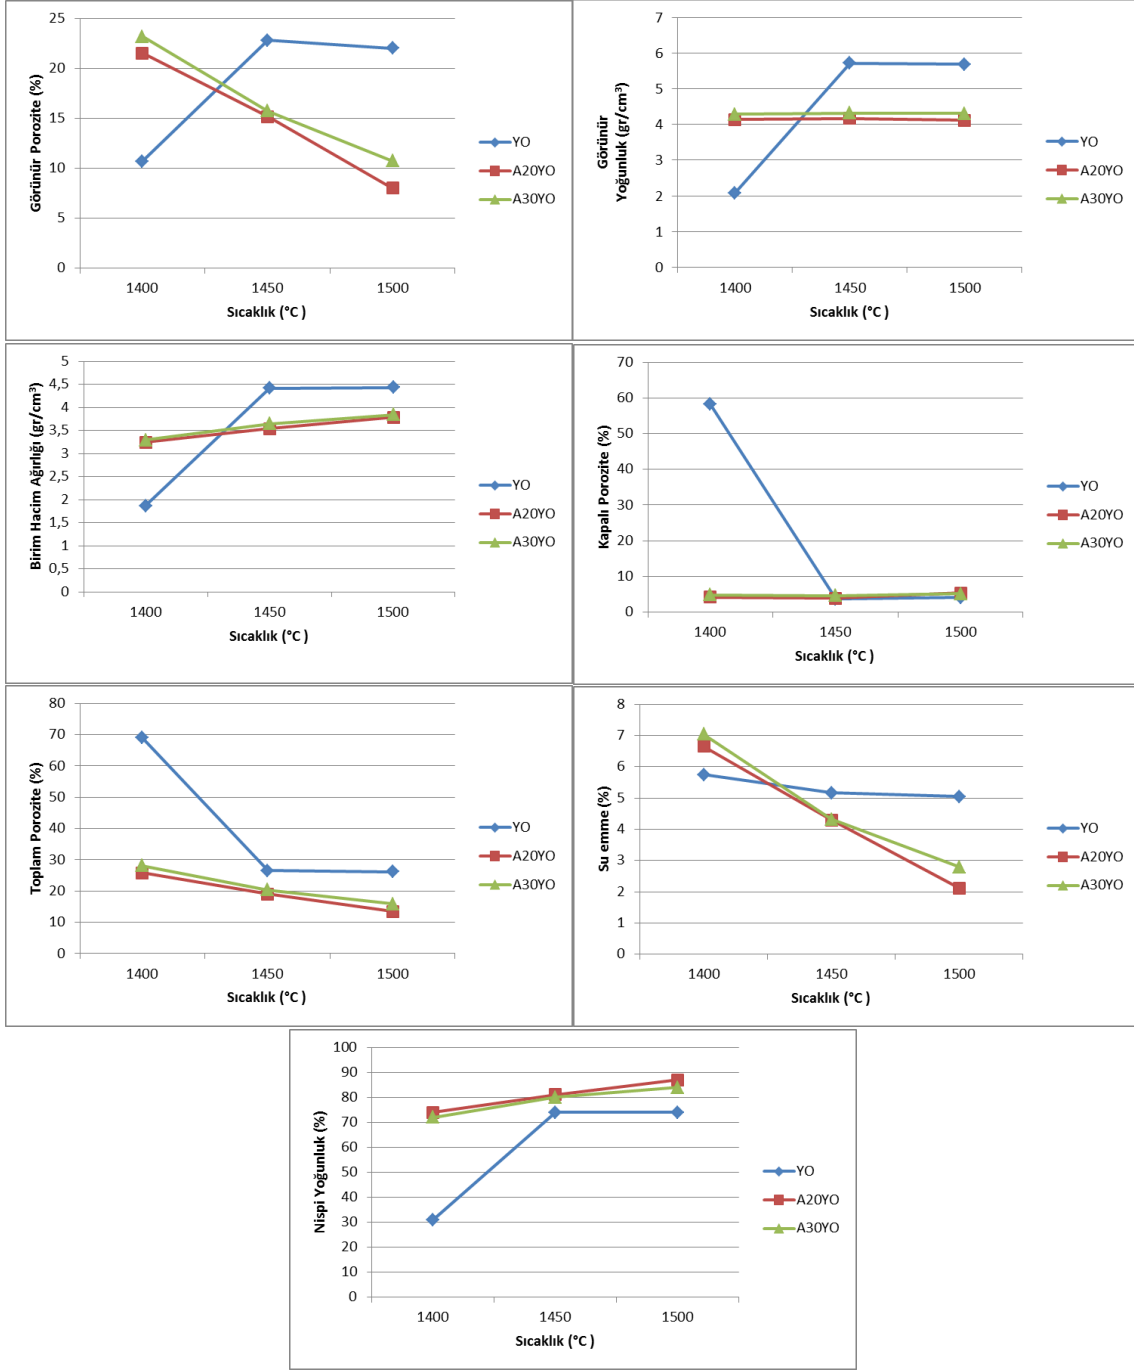 25
20
15
10
5
0
Görünür Porozite (%)
1400 1450 1500
Sıcaklık (°C )
YO
A20YO
A30YO
7
6
5
4
3
2
1
0
Görünür
Yoğunluk (gr/cm³)
1400 1450 1500
Sıcaklık (°C )
YO
A20YO
A30YO
5
4,5
4
3,5
3
2,5
2
1,5
1
0,5
0
Birim Hacim Ağırlığı (gr/cm³)
1400 1450 1500
Sıcaklık (°C )
YO
A20YO
A30YO
70
60
50
40
30
20
10
0
Kapalı Porozite (%)
1400 1450 1500
Sıcaklık (°C )
YO
A20YO
A30YO
80
70
60
50
40
30
20
10
0
Toplam Porozite (%)
1400 1450 1500
Sıcaklık (°C )
YO
A20YO
A30YO
8
7
6
5
4
3
2
1
0
Su emme (%)
1400 1450 1500
Sıcaklık (°C )
YO
A20YO
A30YO
100
90
80
70
60
50
40
30
20
10
0
Nispi Yoğunluk (%)
1400 1450 1500
Sıcaklık (°C )
YO
A20YO
A30YO